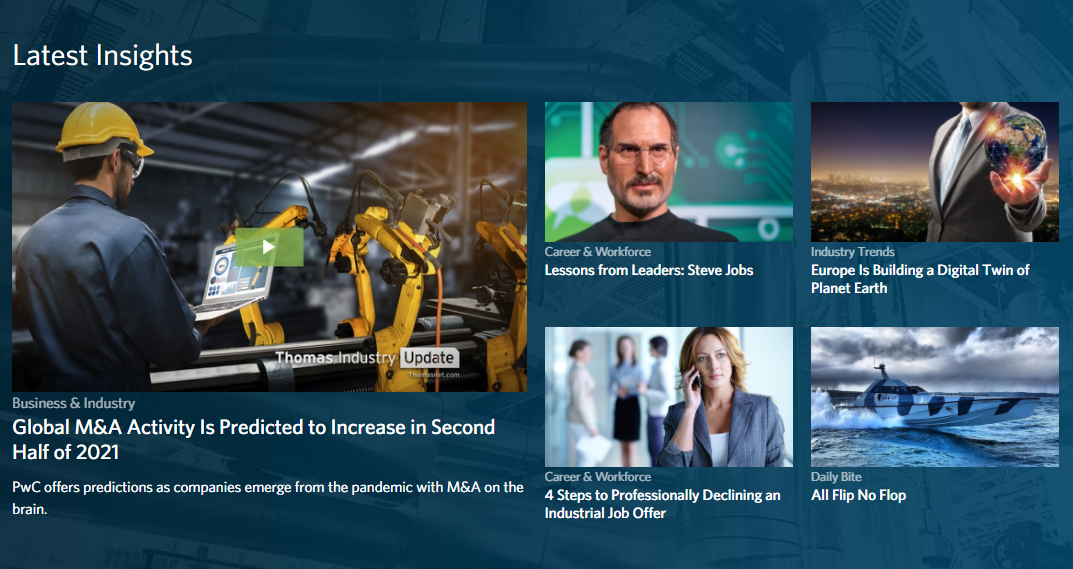 Latest Insights
Thomas Industry Update
Thomasnet.com
Business & Industry
Global M&A Activity Is Predicted to Increase in Second
Half of 2021
PwC offers predictions as companies emerge from the pandemic with M&A on the
brain.
Career & Workforce
Lessons from Leaders: Steve Jobs
Industry Trends
Europe Is Building a Digital Twin of
Planet Earth
Career & Workforce
4 Steps to Professionally Declining an
Industrial Job Offer
Daily Bite
All Flip No Flop